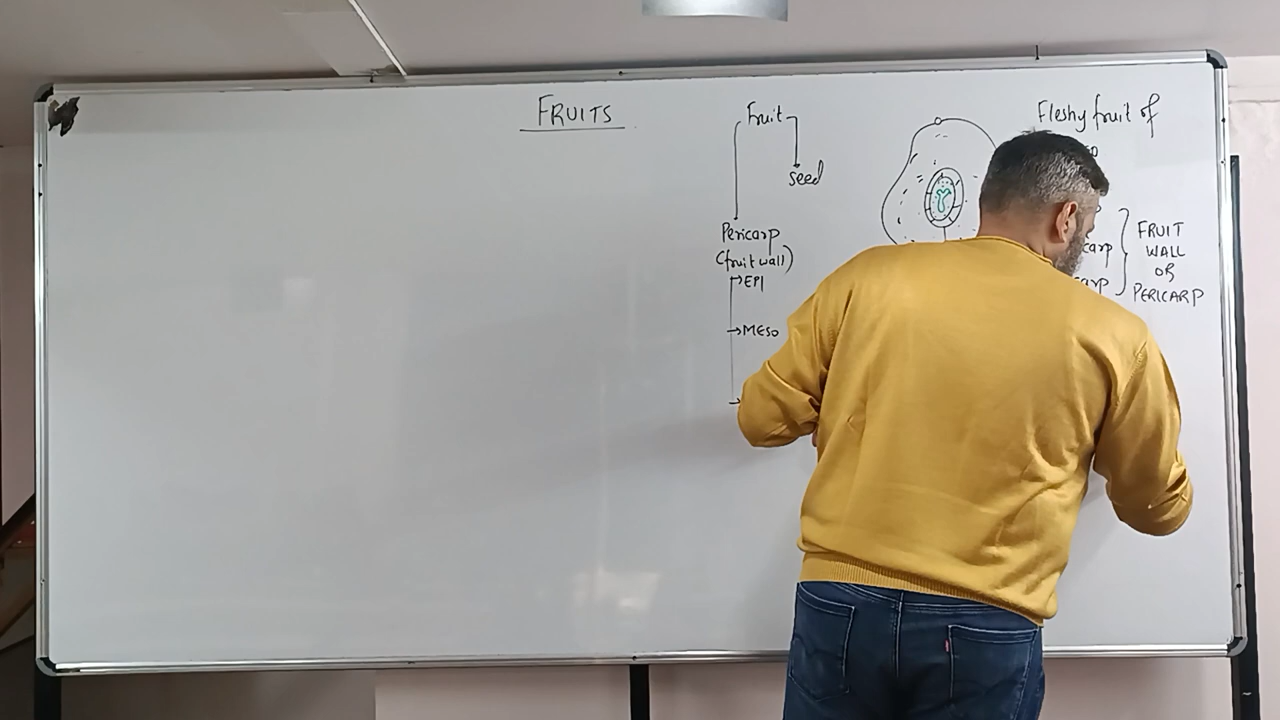 FRUITS
Fruit
seed
Pericarp
(fruit wall)
EPI
MESO
Fleshy fruit of
FRUIT
WALL
OR
PERICARP